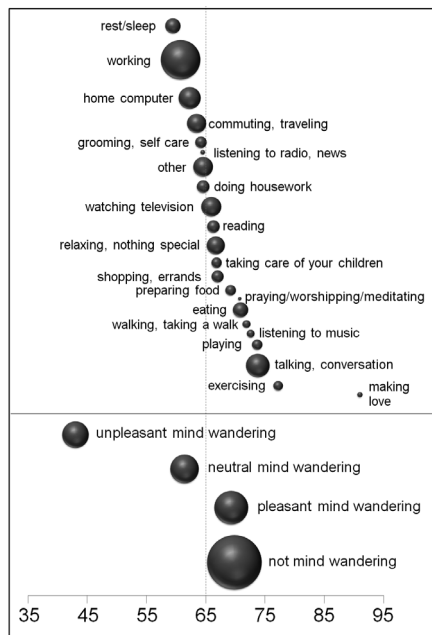 rest/sleep
working
home computer
commuting, traveling
grooming, self care
listening to radio, news
other
doing housework
watching television
reading
relaxing, nothing special
taking care of your children
shopping, errands
preparing food
praying/worshipping/meditating
eating
walking, taking a walk
listening to music
playing
talking, conversation
exercising
making
love
unpleasant mind wandering
neutral mind wandering
pleasant mind wandering
not mind wandering
35 45 55 65 75 85 95